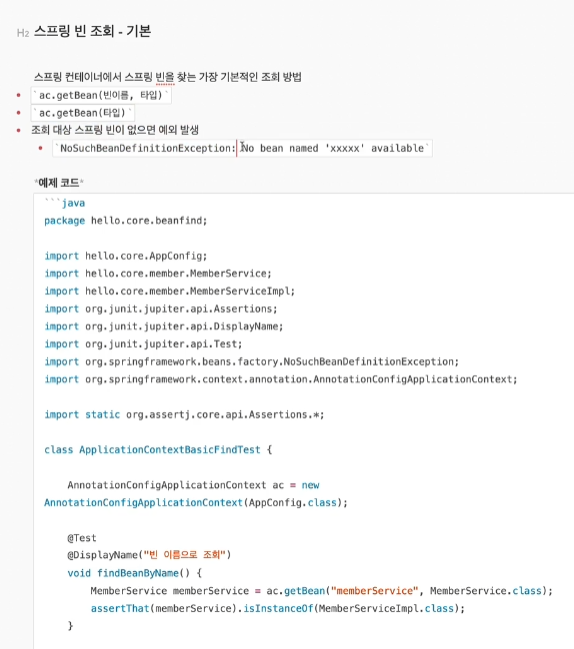 H2 스프링 빈 조회 - 기본
스프링 컨테이너에서 스프링 빈을 찾는 가장 기본적인 조회 방법
`ac.getBean(빈이름, 타입)`
`ac.getBean(타입)`
조회 대상 스프링 빈이 없으면 예외 발생
`NoSuchBeanDefinitionException: No bean named 'xxxxx' available`
*예제 코드*
```java
package hello.core.beanfind;
import hello.core.AppConfig;
import hello.core.member.MemberService;
import hello.core.member.MemberServiceImpl;
import org.junit.jupiter.api.Assertions;
import org.junit.jupiter.api.DisplayName;
import org.junit.jupiter.api.Test;
import org.springframework.beans.factory.NoSuchBeanDefinitionException;
import org.springframework.context.annotation.AnnotationConfigApplicationContext;
import static org.assertj.core.api.Assertions.*;
class ApplicationContextBasicFindTest {
AnnotationConfigApplicationContext ac = new
AnnotationConfigApplicationContext(AppConfig.class);
@Test
@DisplayName("빈 이름으로 조회")
void findBeanByName() {
MemberService memberService = ac.getBean("memberService", MemberService.class);
assertThat(memberService).isInstanceOf(MemberServiceImpl.class);
}